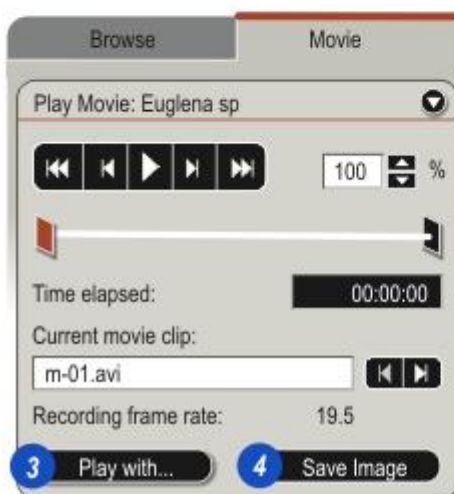 Browse Movie
Play Movie: Euglena sp
100 %
Time elapsed: 00:00:00
Current movie clip:
m-01.avi
Recording frame rate: 19.5
3 Play with... 4 Save Image